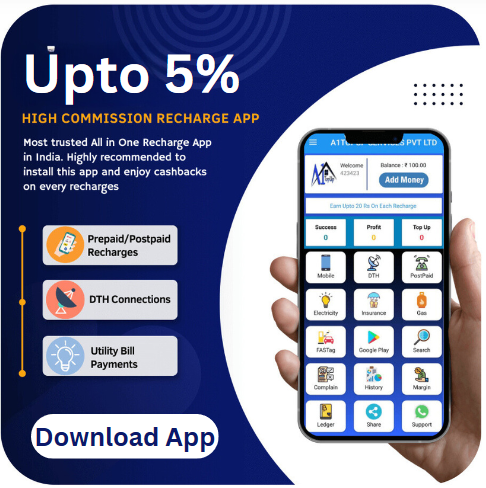 Upto 5%
HIGH COMMISSION RECHARGE APP
Most trusted All in One Recharge App
in India. Highly recommended to
install this app and enjoy cashbacks
on every recharges
Prepaid/Postpaid
Recharges
DTH Connections
Utility Bill
Payments
Download App
PVT LTD
Welcome
423423
Balance : ₹ 100.00
Add Money
Earn Upto 20 Rs On Each Recharge
Success Profit Top Up
0 0 0
Mobile DTH PostPaid
Electricity Insurance Gas
FASTag Google Play Search
Complain History Margin
Ledger Share Support